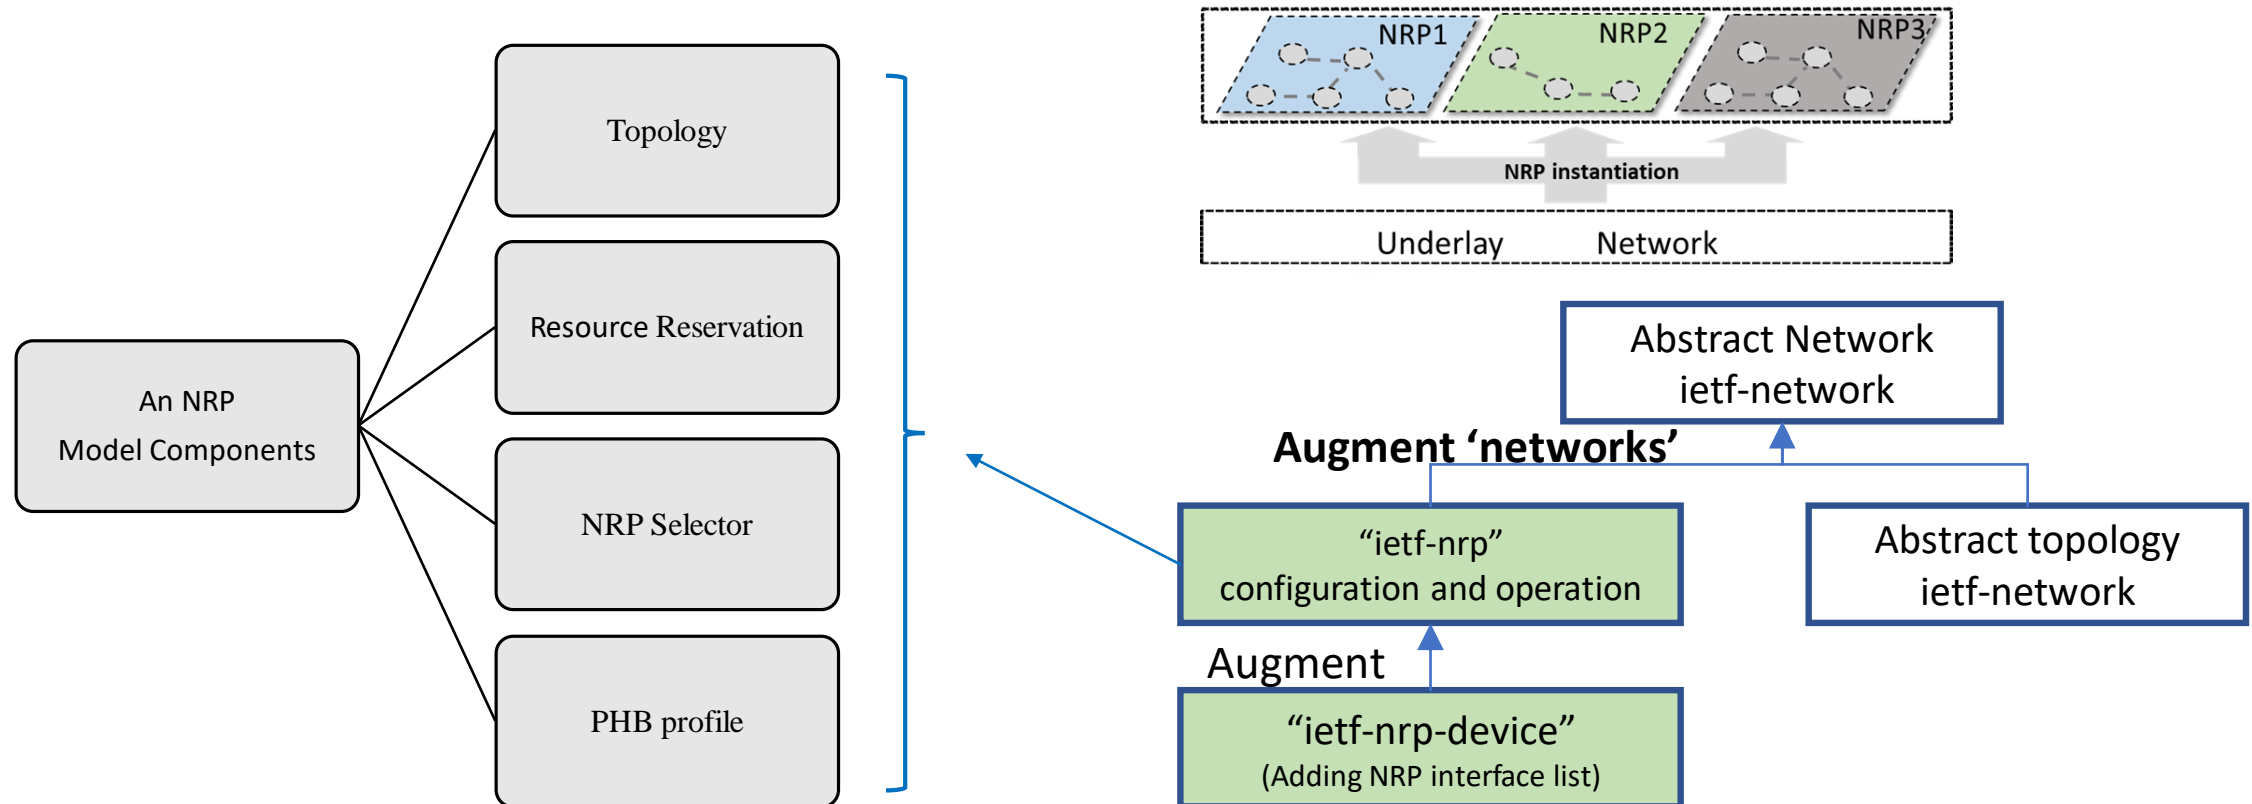 An NRP
Model Components
Topology
Resource Reservation
NRP Selector
PHB profile
NRP1
NRP2
NRP3
NRP instantiation
Underlay Network
Abstract Network
ietf-network
Augment ‘networks’
“ietf-nrp”
configuration and operation
Abstract topology
ietf-network
Augment
“ietf-nrp-device”
(Adding NRP interface list)